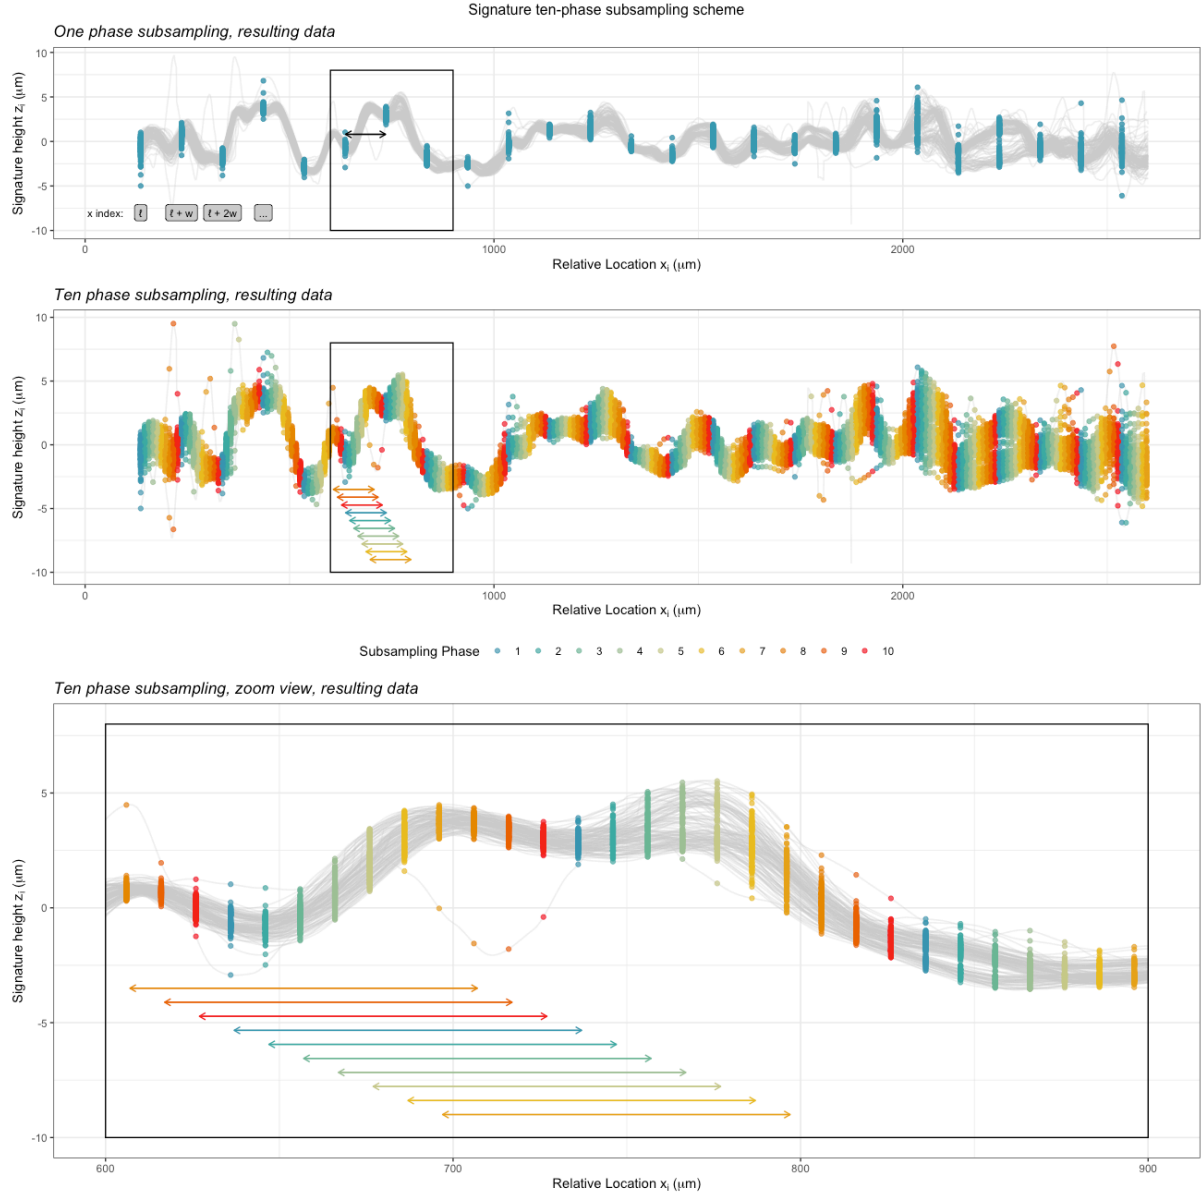 Signature ten-phase subsampling scheme
One phase subsampling, resulting data
10
5
0
-5
-10
Signature height zᵢ (μm)
x index: ℓ ℓ + w ℓ + 2w ...
0 1000 2000
Relative Location xᵢ (μm)
Ten phase subsampling, resulting data
10
5
0
-5
-10
Signature height zᵢ (μm)
0 1000 2000
Relative Location xᵢ (μm)
Subsampling Phase 1 2 3 4 5 6 7 8 9 10
Ten phase subsampling, zoom view, resulting data
5
0
-5
-10
Signature height zᵢ (μm)
600 700 800 900
Relative Location xᵢ (μm)